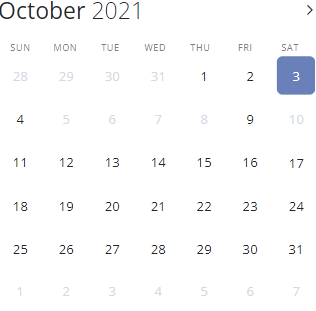 October 2021
SUN MON TUE WED THU FRI SAT
28 29 30 31 1 2 3
4 5 6 7 8 9 10
11 12 13 14 15 16 17
18 19 20 21 22 23 24
25 26 27 28 29 30 31
1 2 3 4 5 6 7